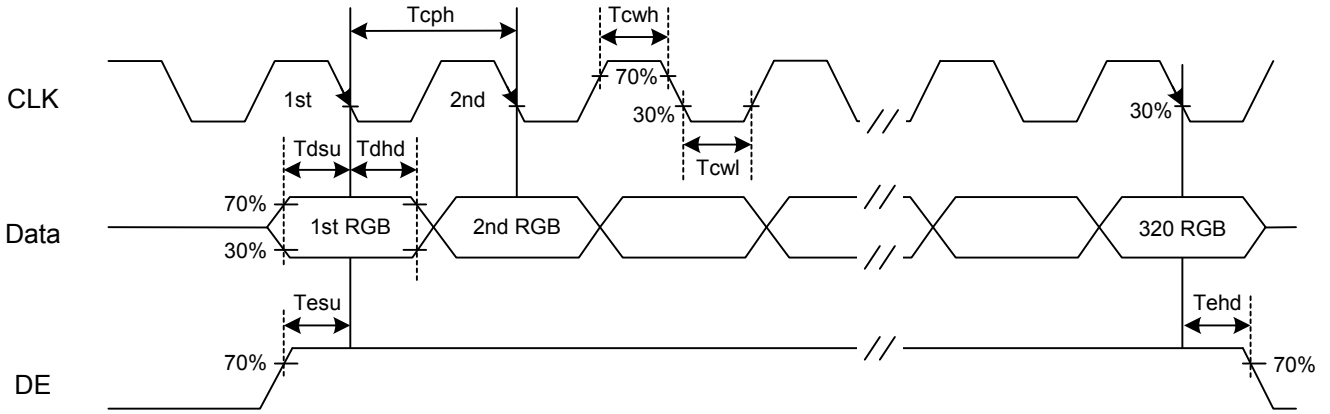 Tcph
Tcwh
CLK
1st
2nd
70%
30%
30%
Tcwl
Tdsu
Tdhd
Data
70%
30%
1st RGB
2nd RGB
320 RGB
Tesu
Tehd
DE
70%
70%